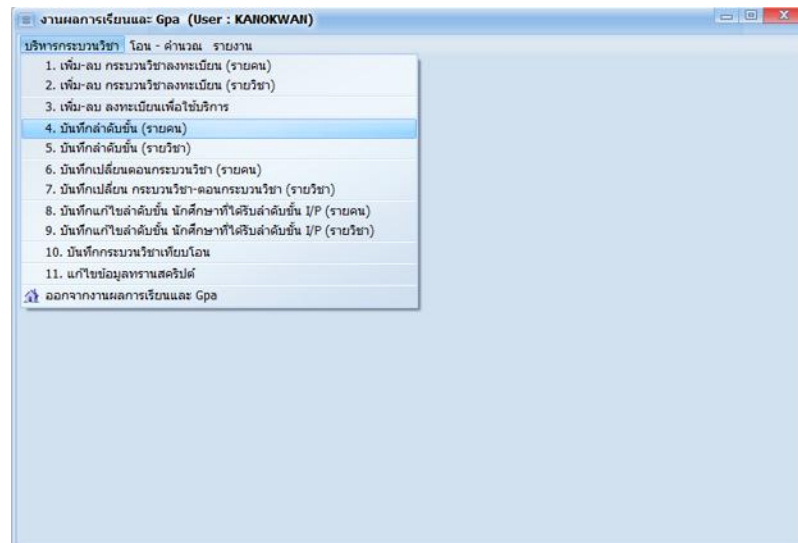 งานผลการเรียนและ Gpa (User : KANOKWAN)
บริหารกระบวนวิชา โอน - คำนวณ รายงาน
1. เพิ่ม-ลบ กระบวนวิชาลงทะเบียน (รายคน)
2. เพิ่ม-ลบ กระบวนวิชาลงทะเบียน (รายวิชา)
3. เพิ่ม-ลบ ลงทะเบียนเพื่อใช้บริการ
4. บันทึกลำดับขั้น (รายคน)
5. บันทึกลำดับขั้น (รายวิชา)
6. บันทึกเปลี่ยนตอนกระบวนวิชา (รายคน)
7. บันทึกเปลี่ยน กระบวนวิชา-ตอนกระบวนวิชา (รายวิชา)
8. บันทึกแก้ไขลำดับขั้น นักศึกษาที่ได้รับลำดับขั้น I/P (รายคน)
9. บันทึกแก้ไขลำดับขั้น นักศึกษาที่ได้รับลำดับขั้น I/P (รายวิชา)
10. บันทึกกระบวนวิชาเทียบโอน
11. แก้ไขข้อมูลทรานสคริปต์
ออกจากงานผลการเรียนและ Gpa